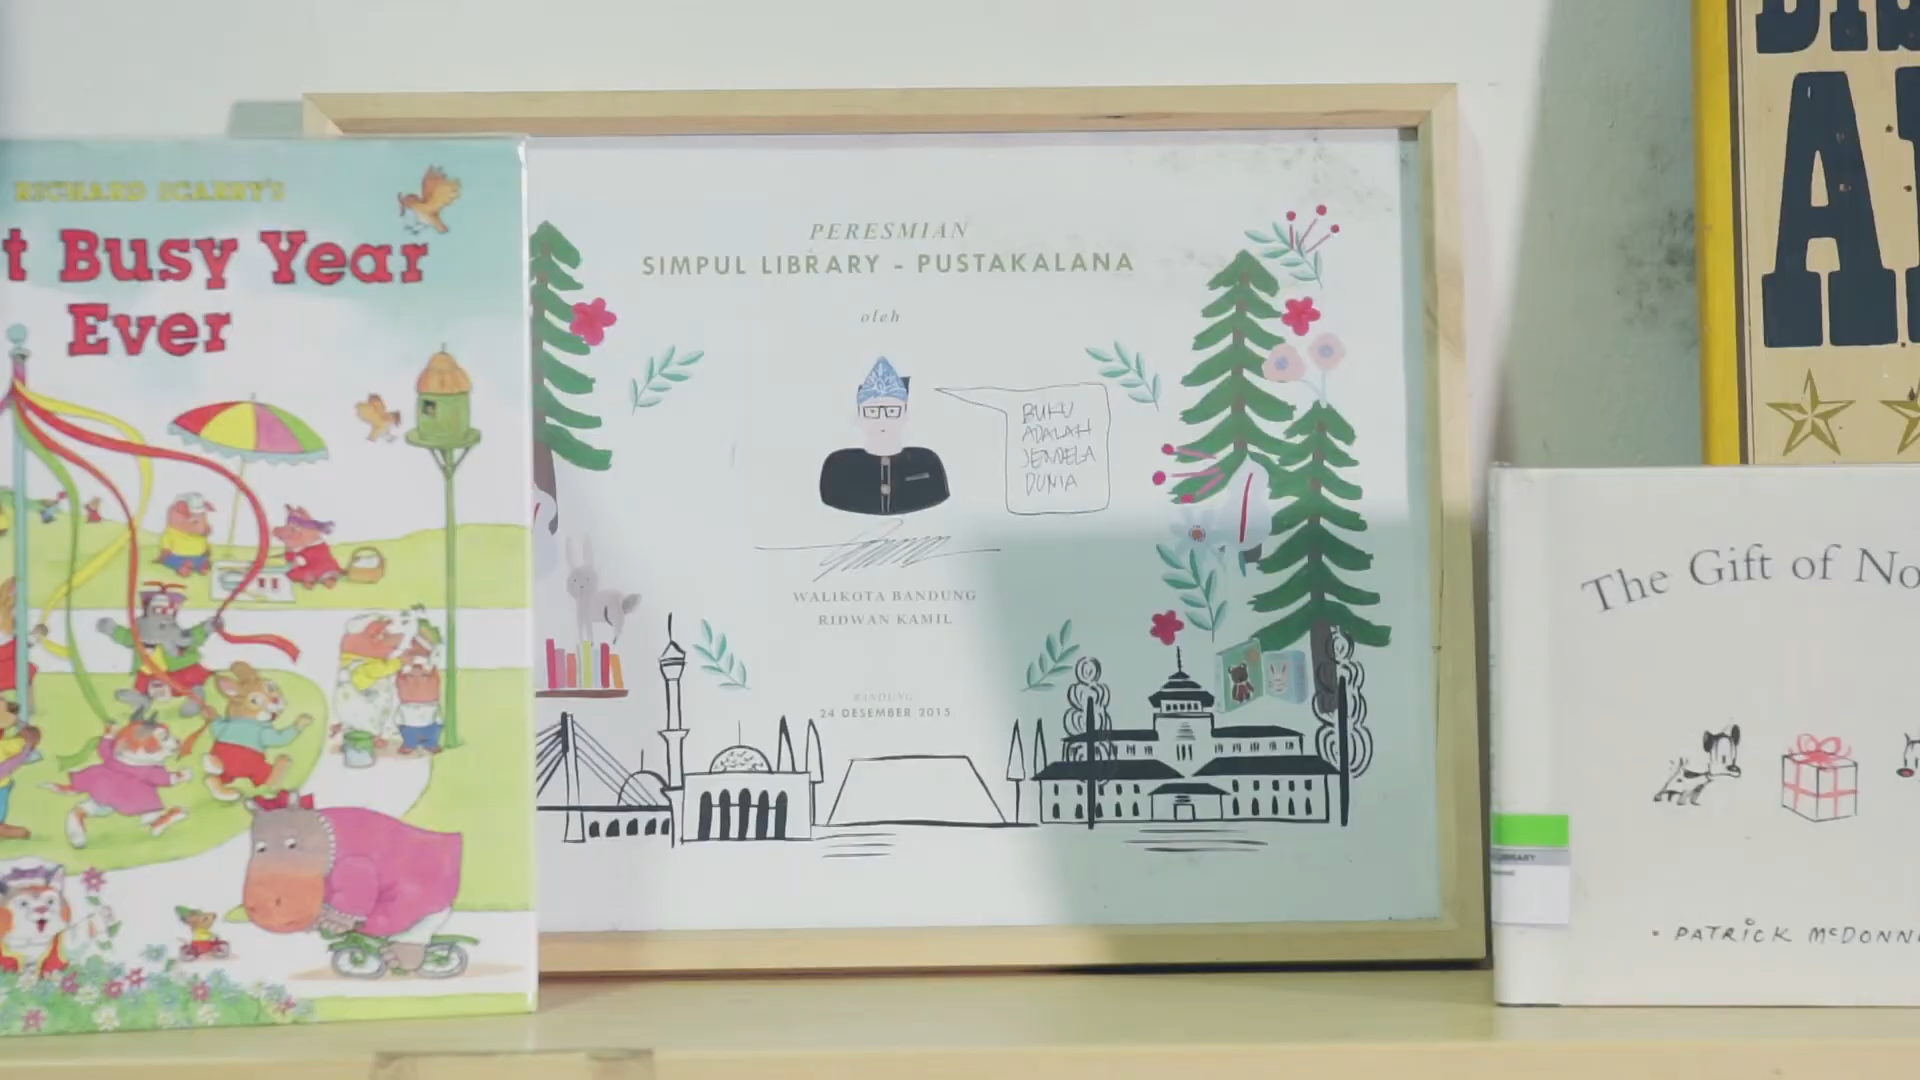 RICHARD SCARRY'S
t Busy Year
Ever
PERESMIAN
SIMPUL LIBRARY - PUSTAKALANA
oleh
BUKU
ADALAH
JENDELA
DUNIA
WALIKOTA BANDUNG
RIDWAN KAMIL
BANDUNG
24 DESEMBER 2015
The Gift of No
LIBRARY
• PATRICK McDONN